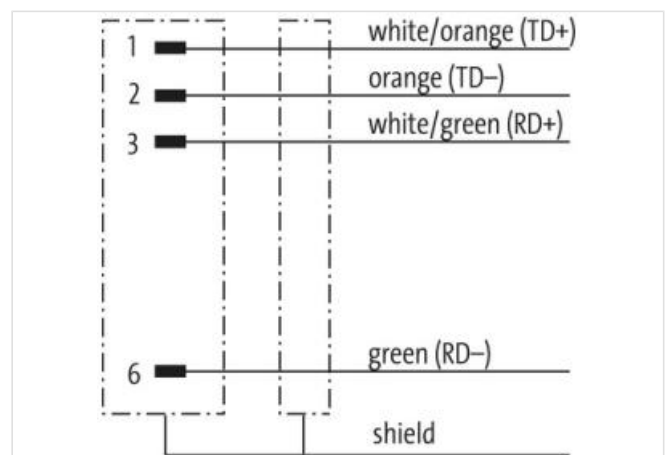 1 white/orange (TD+)
2 orange (TD–)
3 white/green (RD+)
6 green (RD–)
shield